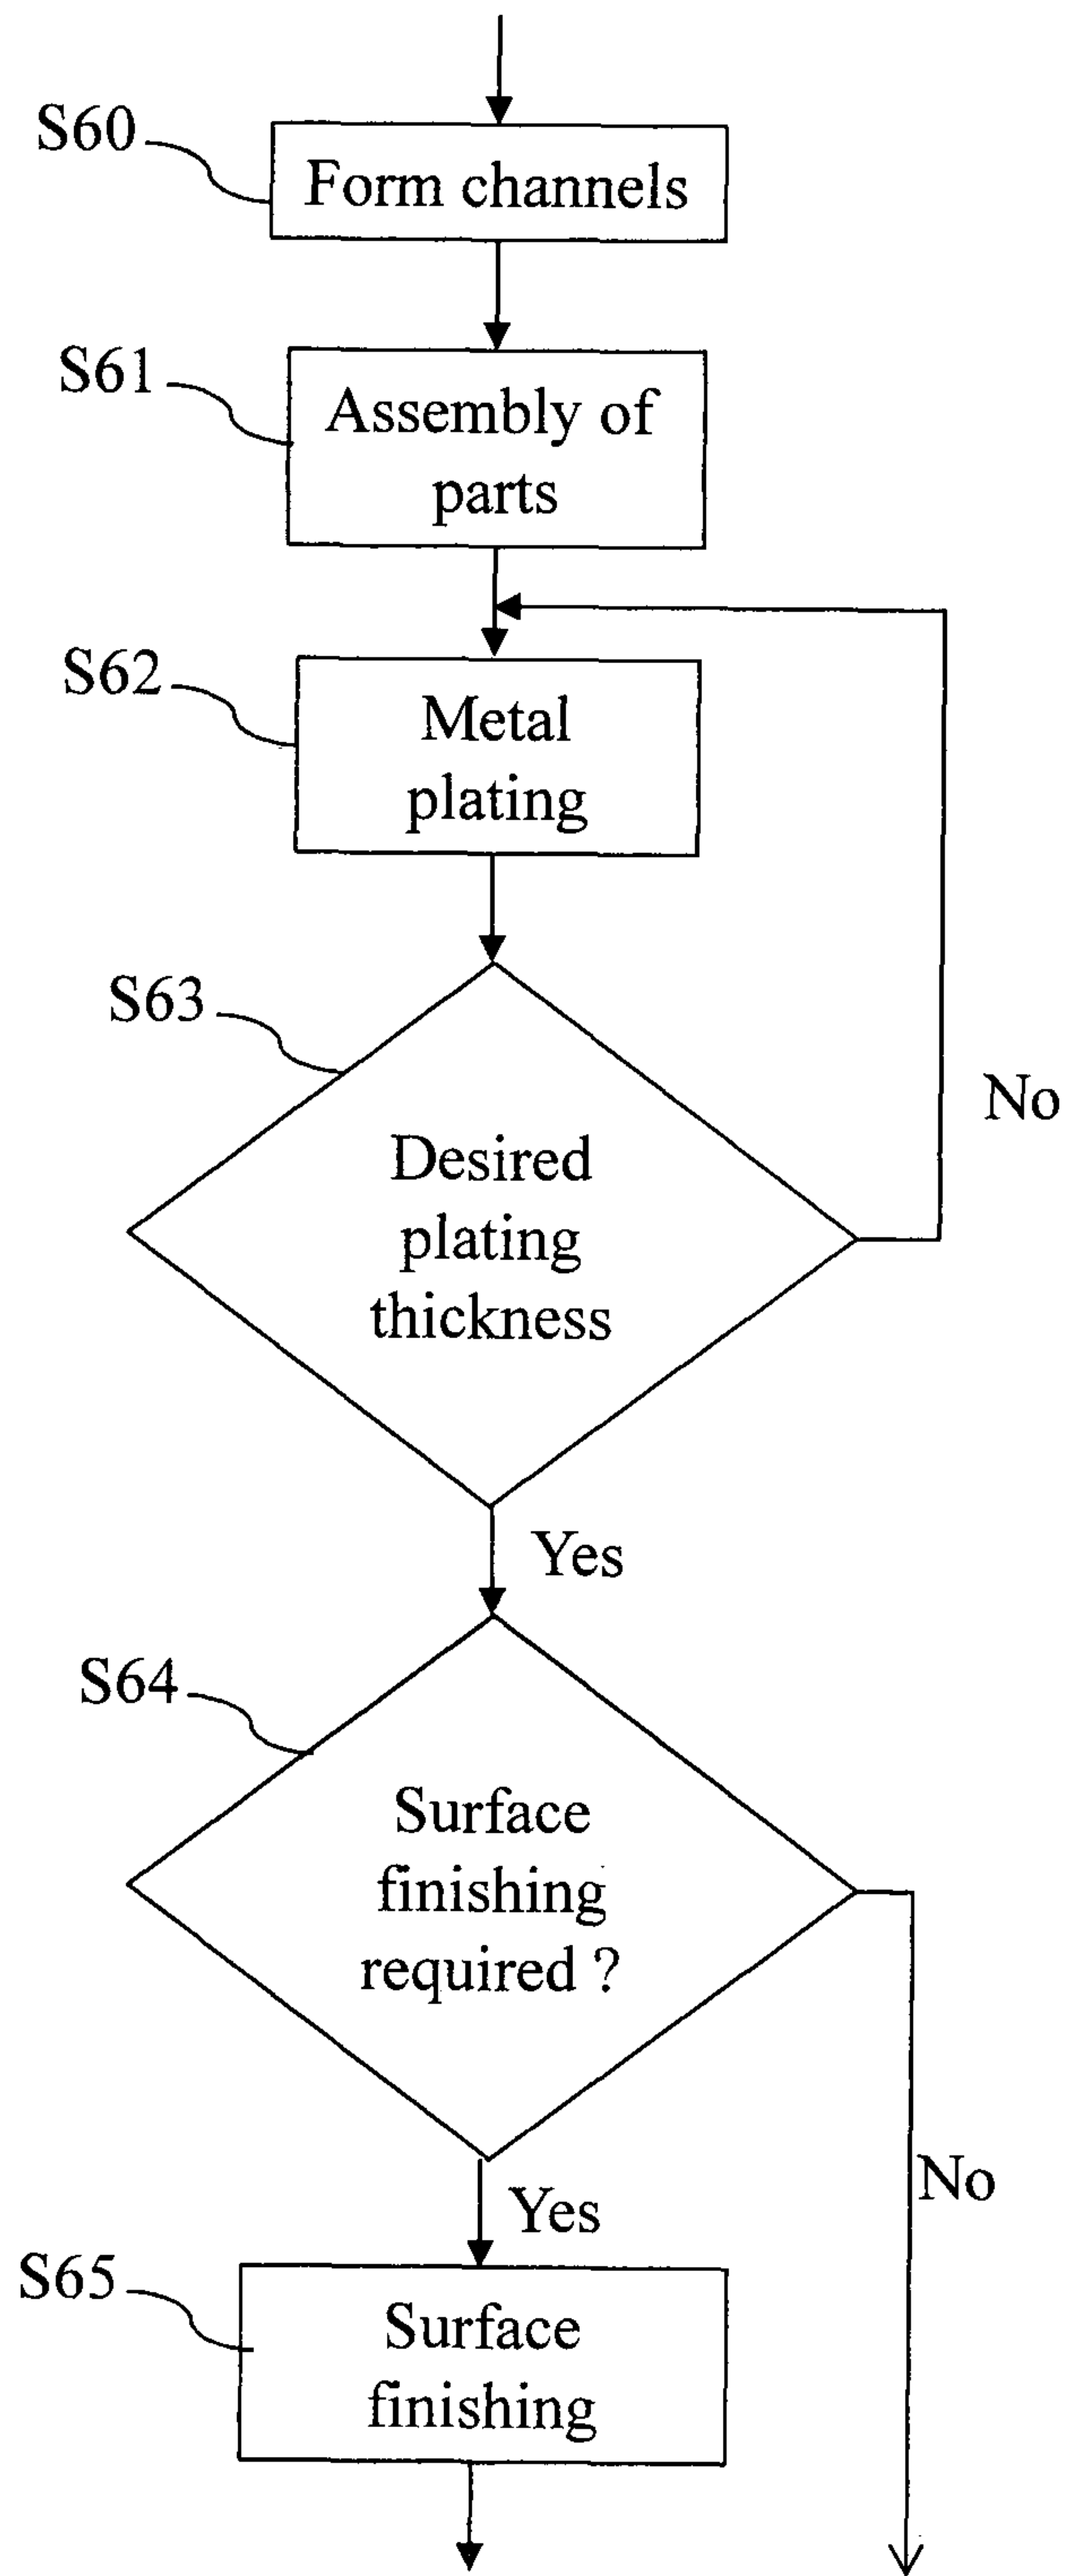 S60
Form channels
S61
Assembly of
parts
S62
Metal
plating
S63
No
Desired
plating
thickness
Yes
S64
Surface
finishing
required ?
No
Yes
S65
Surface
finishing